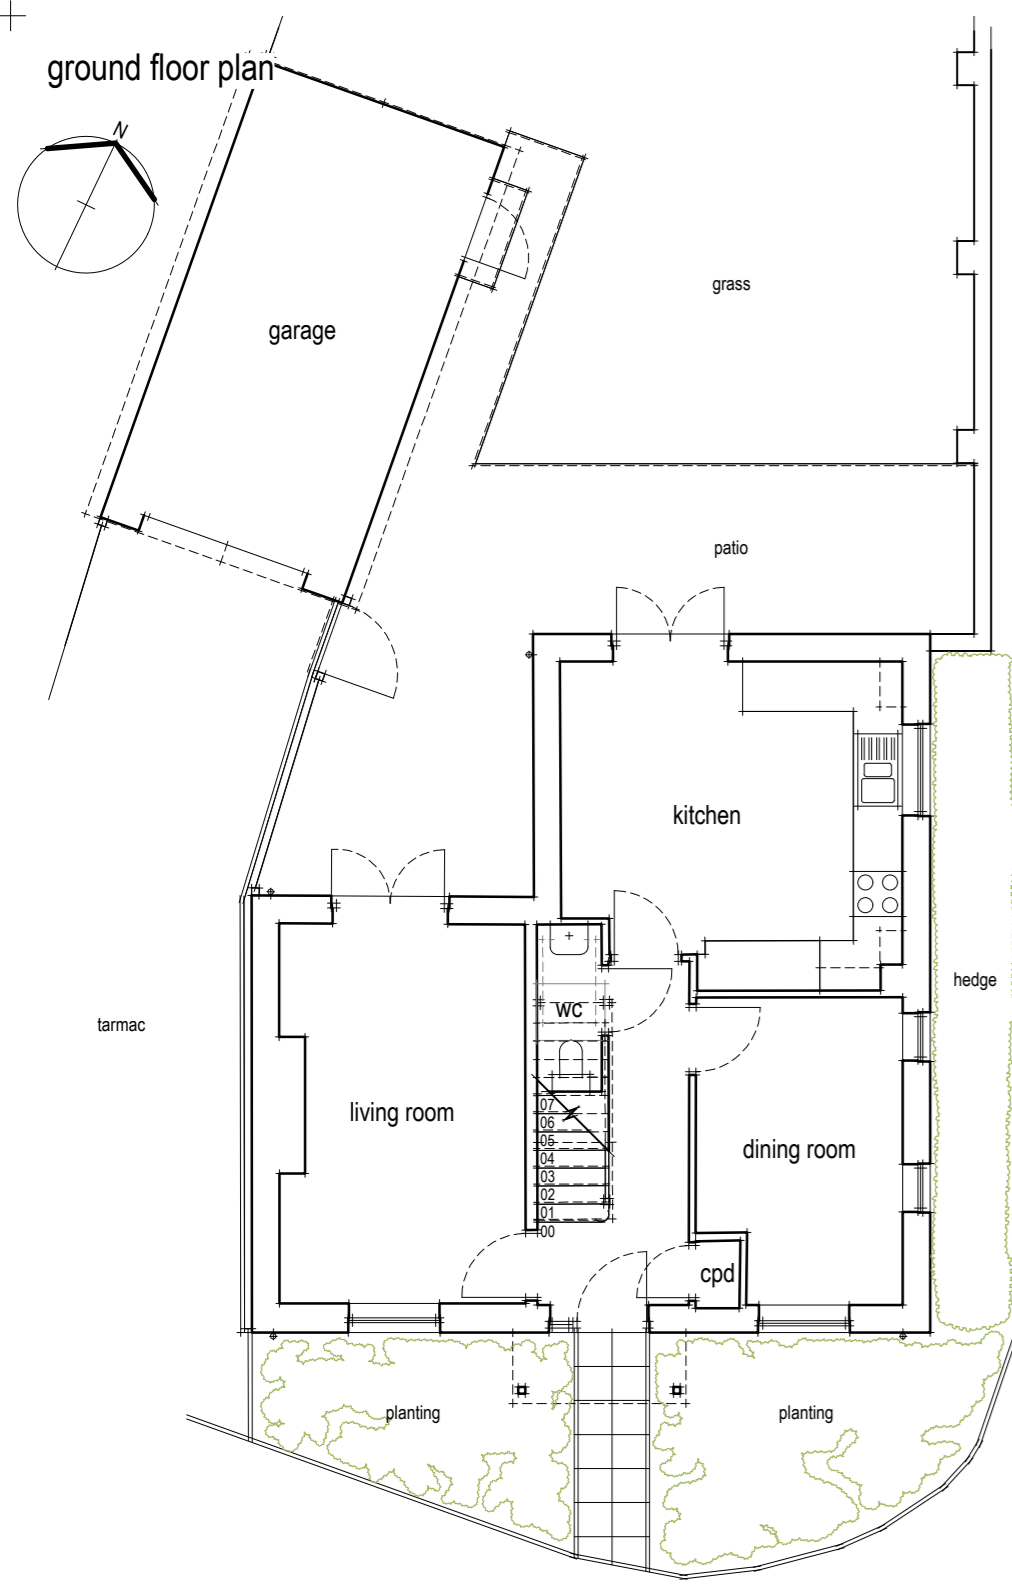 ground floor plan
N
garage
grass
patio
kitchen
hedge
wc
tarmac
living room
dining room
07
06
05
04
03
02
01
00
cpd
planting
planting